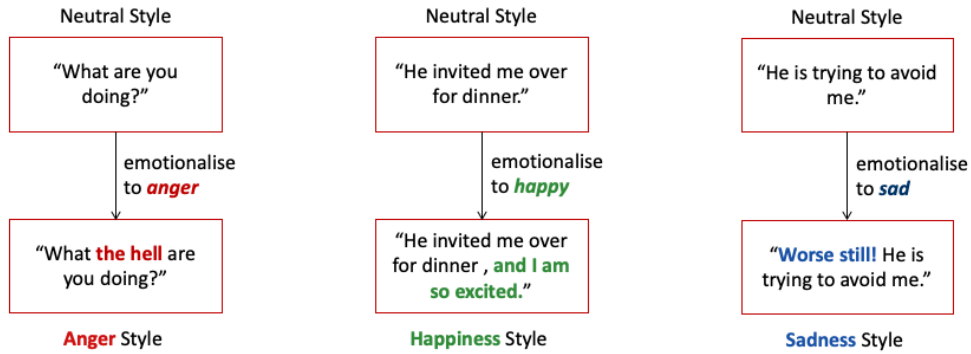 Neutral Style
“What are you
doing?”
emotionalise
to anger
“What the hell are
you doing?”
Anger Style
Neutral Style
“He invited me over
for dinner.”
emotionalise
to happy
“He invited me over
for dinner , and I am
so excited.”
Happiness Style
Neutral Style
“He is trying to avoid
me.”
emotionalise
to sad
“Worse still! He is
trying to avoid me.”
Sadness Style